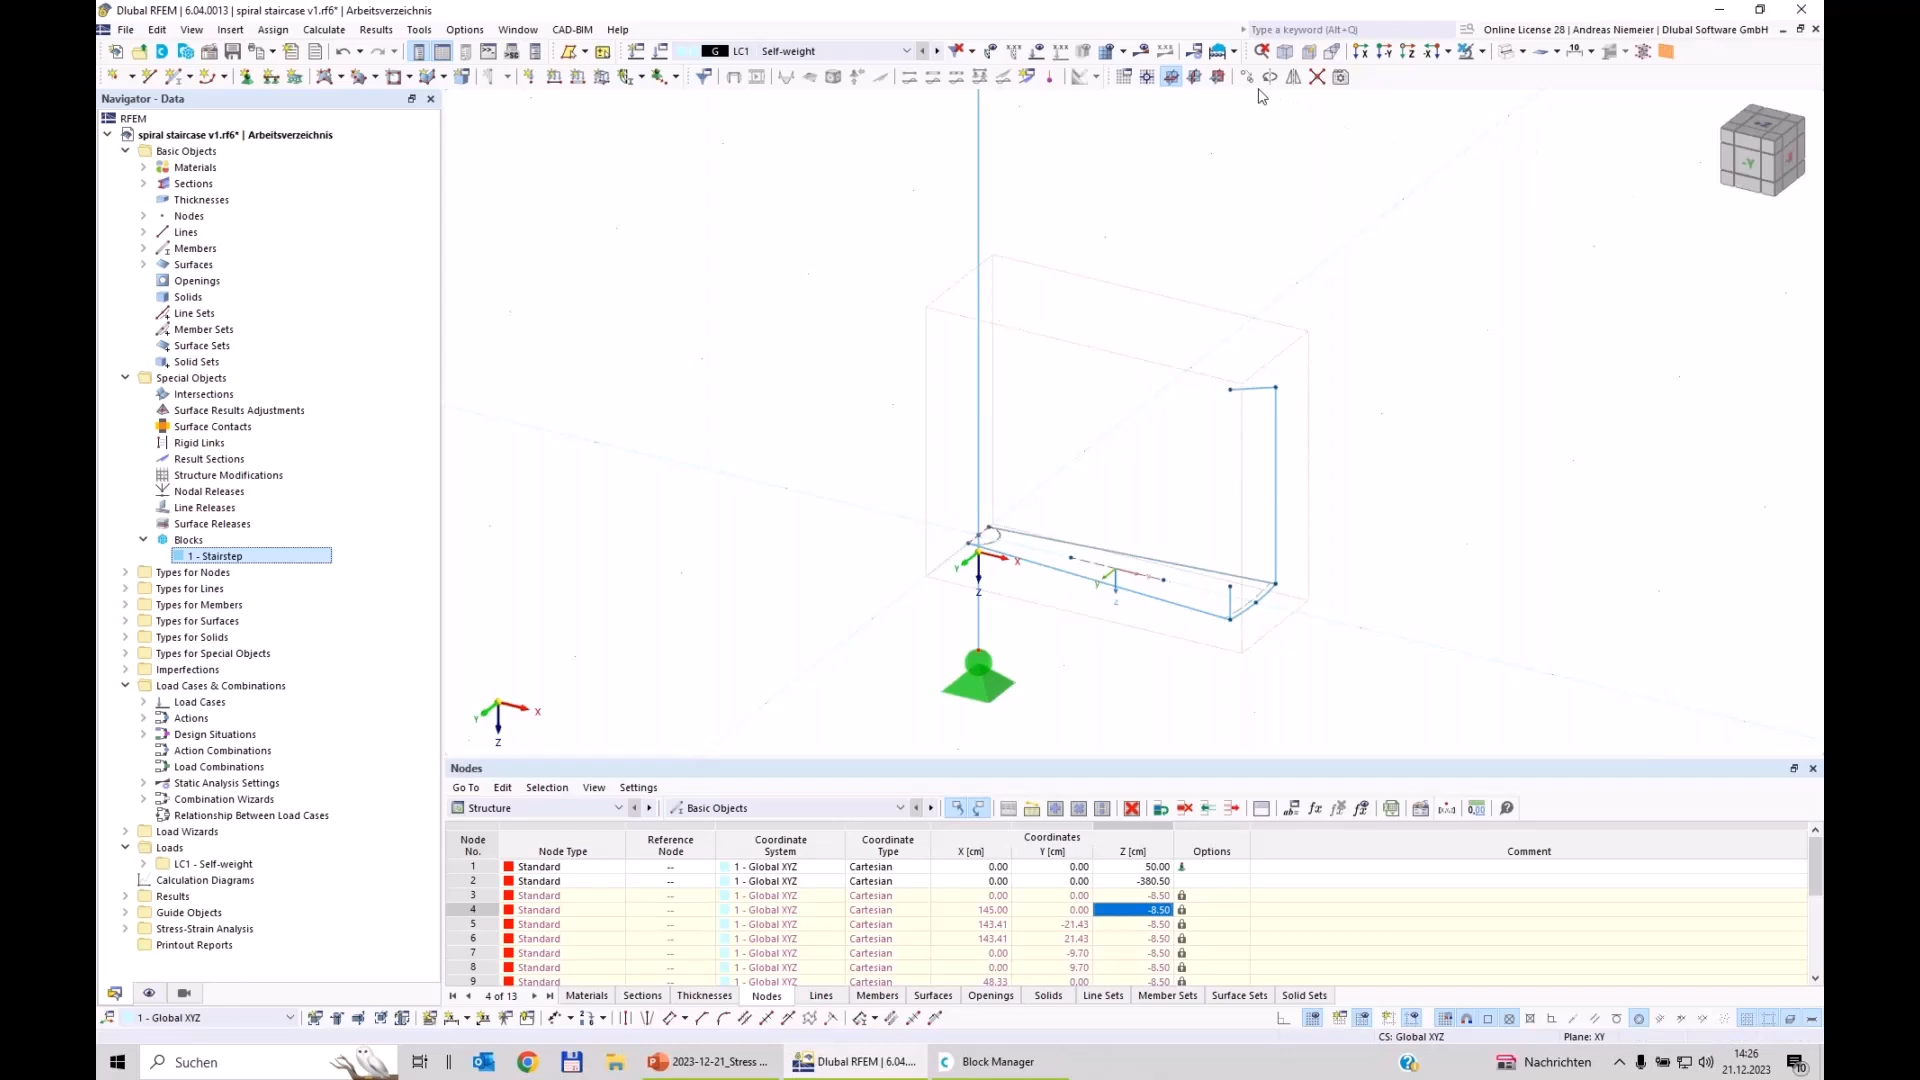 Dlubal RFEM | 6.04.0013 | spiral staircase v1.rf6* | Arbeitsverzeichnis
File Edit View Insert Assign Calculate Results Tools Options Window CAD-BIM Help
Type a keyword (Alt+Q)
Online License 28 | Andreas Niemeier | Dlubal Software GmbH
G LC1 Self-weight
Navigator - Data
RFEM
spiral staircase v1.rf6* | Arbeitsverzeichnis
Basic Objects
Materials
Sections
Thicknesses
Nodes
Lines
Members
Surfaces
Openings
Solids
Line Sets
Member Sets
Surface Sets
Solid Sets
Special Objects
Intersections
Surface Results Adjustments
Surface Contacts
Rigid Links
Result Sections
Structure Modifications
Nodal Releases
Line Releases
Surface Releases
Blocks
1 - Stairstep
Types for Nodes
Types for Lines
Types for Members
Types for Surfaces
Types for Solids
Types for Special Objects
Imperfections
Load Cases & Combinations
Load Cases
Actions
Design Situations
Action Combinations
Load Combinations
Static Analysis Settings
Combination Wizards
Relationship Between Load Cases
Load Wizards
Loads
LC1 - Self-weight
Calculation Diagrams
Results
Guide Objects
Stress-Strain Analysis
Printout Reports
-Y
X
Y
Z
X
Y
Z
Nodes
Go To Edit Selection View Settings
Structure
Basic Objects
Node No. Node Type Reference Node Coordinate System Coordinate Type Coordinates X [cm] Y [cm] Z [cm] Options Comment
1 Standard -- 1 - Global XYZ Cartesian 0.00 0.00 50.00
2 Standard -- 1 - Global XYZ Cartesian 0.00 0.00 -380.50
3 Standard -- 1 - Global XYZ Cartesian 0.00 0.00 -8.50
4 Standard -- 1 - Global XYZ Cartesian 145.00 0.00 -8.50
5 Standard -- 1 - Global XYZ Cartesian 143.41 -21.43 -8.50
6 Standard -- 1 - Global XYZ Cartesian 143.41 21.43 -8.50
7 Standard -- 1 - Global XYZ Cartesian 0.00 -9.70 -8.50
8 Standard -- 1 - Global XYZ Cartesian 0.00 9.70 -8.50
9 Standard -- 1 - Global XYZ Cartesian 48.33 0.00 -8.50
4 of 13 Materials Sections Thicknesses Nodes Lines Members Surfaces Openings Solids Line Sets Member Sets Surface Sets Solid Sets
1 - Global XYZ
CS: Global XYZ Plane: XY
Suchen
2023-12-21_Stress ...
Dlubal RFEM | 6.04....
Block Manager
Nachrichten
14:26
21.12.2023
10